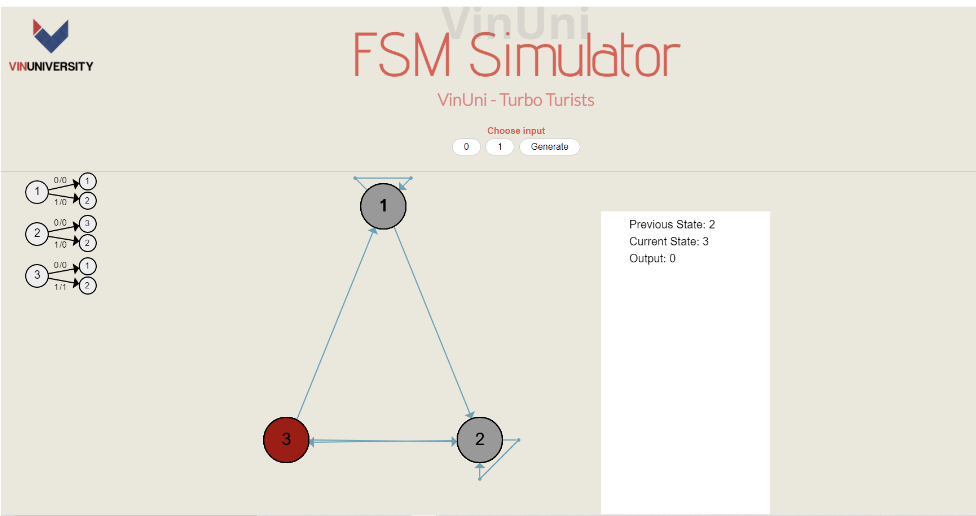 VinUni
FSM Simulator
VINUNIVERSITY
VinUni - Turbo Turists
Choose input
0 1 Generate
0/0 1
1
1/0 2
0/0 3
2
1/0 2
0/0 1
3
1/1 2
1
3
2
Previous State: 2
Current State: 3
Output: 0